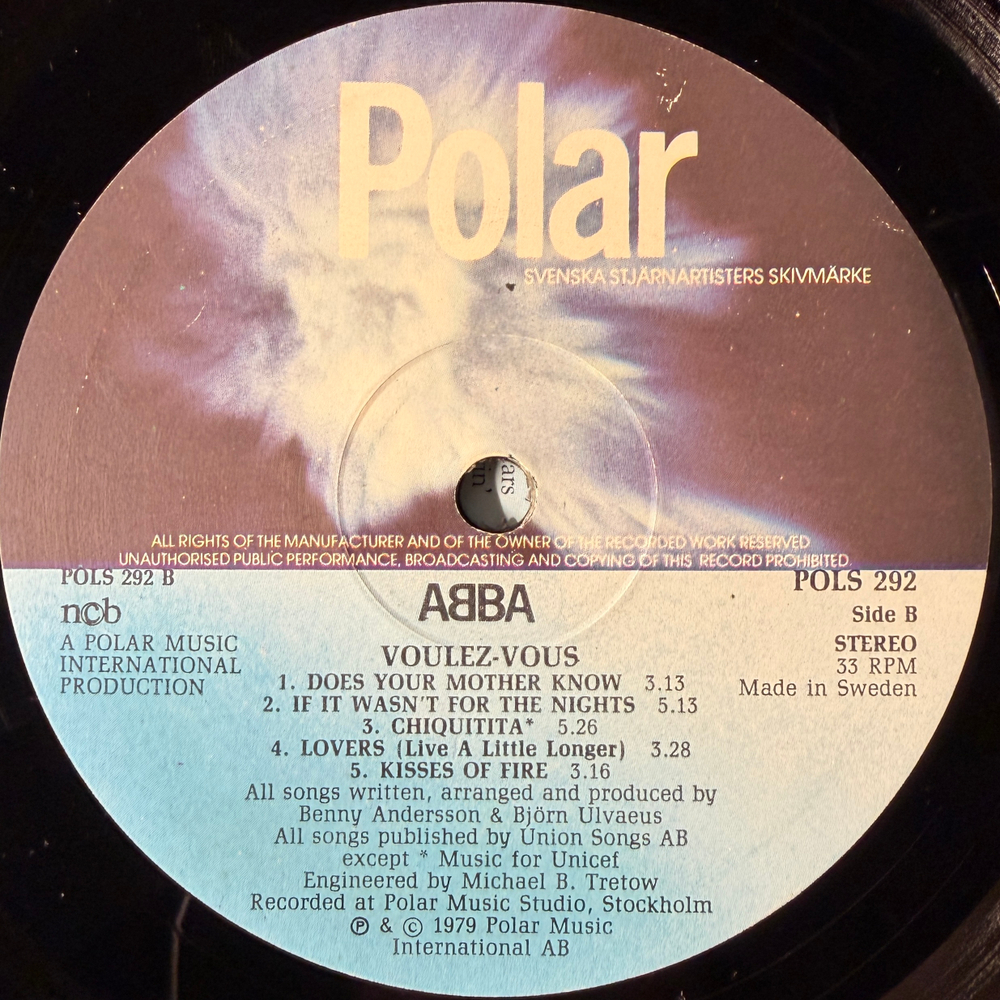 Polar
SVENSKA STJÄRNARTISTERS SKIVMÄRKE
ars
in'
ALL RIGHTS OF THE MANUFACTURER AND OF THE OWNER OF THE RECORDED WORK RESERVED
UNAUTHORISED PUBLIC PERFORMANCE, BROADCASTING AND COPYING OF THIS RECORD PROHIBITED
POLS 292 B
ncb
A POLAR MUSIC
INTERNATIONAL
PRODUCTION
ABBA
POLS 292
Side B
STEREO
33 RPM
Made in Sweden
VOULEZ-VOUS
1. DOES YOUR MOTHER KNOW 3.13
2. IF IT WASN'T FOR THE NIGHTS 5.13
3. CHIQUITITA* 5.26
4. LOVERS (Live A Little Longer) 3.28
5. KISSES OF FIRE 3.16
All songs written, arranged and produced by
Benny Andersson & Björn Ulvaeus
All songs published by Union Songs AB
except * Music for Unicef
Engineered by Michael B. Tretow
Recorded at Polar Music Studio, Stockholm
℗ & © 1979 Polar Music
International AB